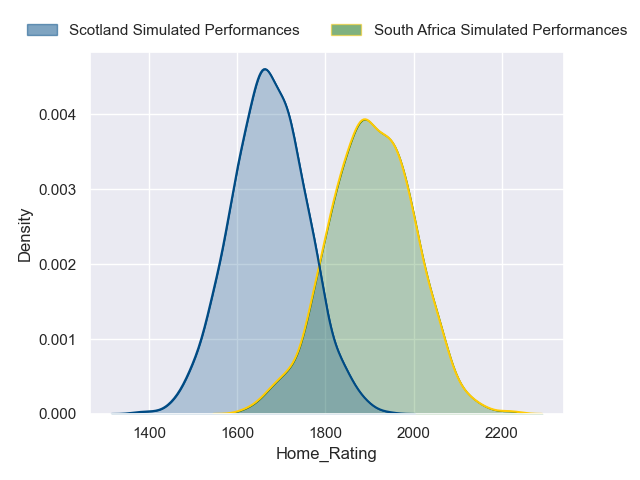 Scotland Simulated Performances South Africa Simulated Performances
0.004
0.003
0.002
0.001
0.000
Density
1400 1600 1800 2000 2200
Home_Rating